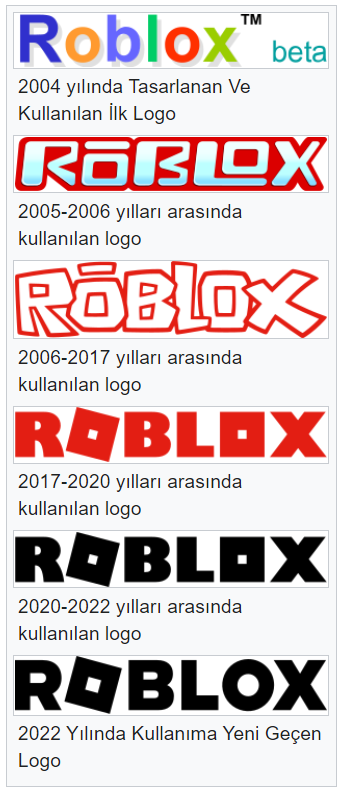 Roblox™ beta
2004 yılında Tasarlanan Ve
Kullanılan İlk Logo
RŌBLOX
2005-2006 yılları arasında
kullanılan logo
RŌBLOX
2006-2017 yılları arasında
kullanılan logo
ROBLOX
2017-2020 yılları arasında
kullanılan logo
ROBLOX
2020-2022 yılları arasında
kullanılan logo
ROBLOX
2022 Yılında Kullanıma Yeni Geçen
Logo